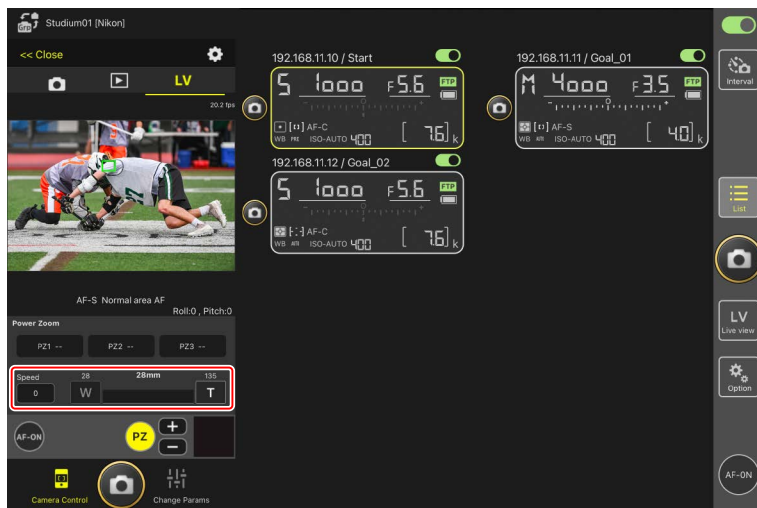 Grp
Studium01 [Nikon]
<< Close
LV
20.2 fps
AF-S Normal area AF
Roll:0 , Pitch:0
Power Zoom
PZ1 --
PZ2 --
PZ3 --
Speed
28
28mm
135
0
W
T
AF-ON
PZ
+
−
Camera Control
Change Params
192.168.11.10 / Start
S 1000 F5.6 FTP
AF-C
WB PRE ISO-AUTO 400 [ 7.6] k
192.168.11.11 / Goal_01
M 4000 F3.5 FTP
AF-S
WB ISO-AUTO 400 [ 4.0] k
192.168.11.12 / Goal_02
S 1000 F5.6 FTP
AF-C
WB ISO-AUTO 400 [ 7.6] k
Interval
List
LV
Live view
Option
AF-ON